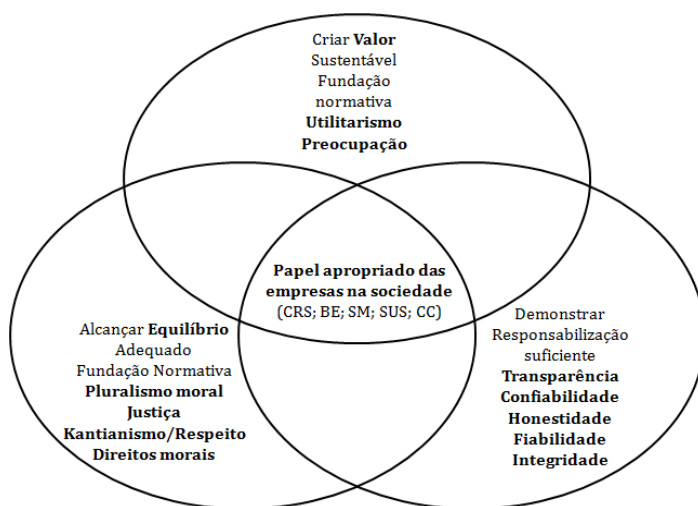 Criar Valor
Sustentável
Fundação
normativa
Utilitarismo
Preocupação
Papel apropriado das
empresas na sociedade
(CRS; BE; SM; SUS; CC)
Alcançar Equilíbrio
Adequado
Fundação Normativa
Pluralismo moral
Justiça
Kantianismo/Respeito
Direitos morais
Demonstrar
Responsabilização
suficiente
Transparência
Confiabilidade
Honestidade
Fiabilidade
Integridade